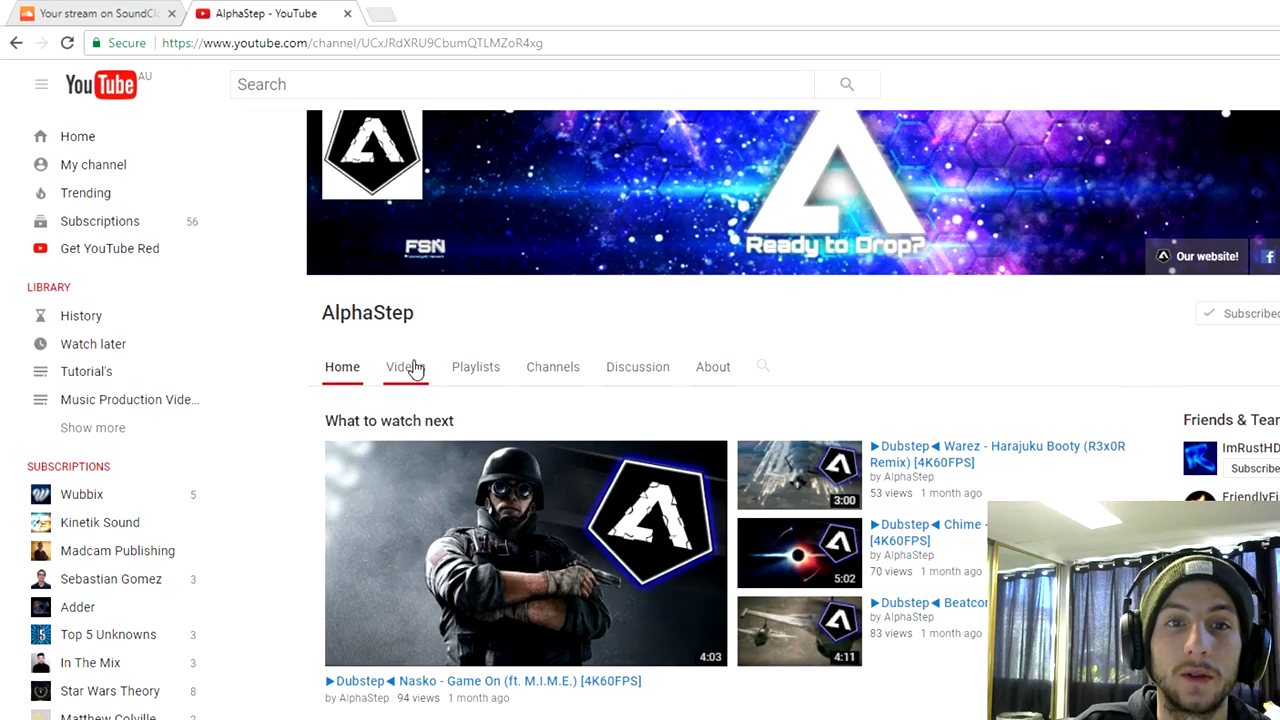 Your stream on SoundCl
AlphaStep - YouTube
Secure
https://www.youtube.com/channel/UCxJRdXRU9CbumQTLMZoR4xg
YouTube
AU
Search
Home
My channel
Trending
Subscriptions 56
Get YouTube Red
LIBRARY
History
Watch later
Tutorial's
Music Production Vide...
Show more
SUBSCRIPTIONS
Wubbix 5
Kinetik Sound
Madcam Publishing
Sebastian Gomez 3
Adder
Top 5 Unknowns 3
In The Mix 3
Star Wars Theory 8
Matthew Colville 2
FSN
Ready to Drop?
Our website!
AlphaStep
Subscribed
Home
Playlists
Channels
Discussion
About
What to watch next
4:03
▶Dubstep◀ Nasko - Game On (ft. M.I.M.E.) [4K60FPS]
by AlphaStep 94 views 1 month ago
3:00
▶Dubstep◀ Warez - Harajuku Booty (R3x0R
Remix) [4K60FPS]
by AlphaStep
53 views 1 month ago
5:02
▶Dubstep◀ Chime -
[4K60FPS]
by AlphaStep
70 views 1 month ago
4:11
▶Dubstep◀ Beatcor
by AlphaStep
83 views 1 month ago
Friends & Tear
ImRustHD
Subscribe
FriendlyFi